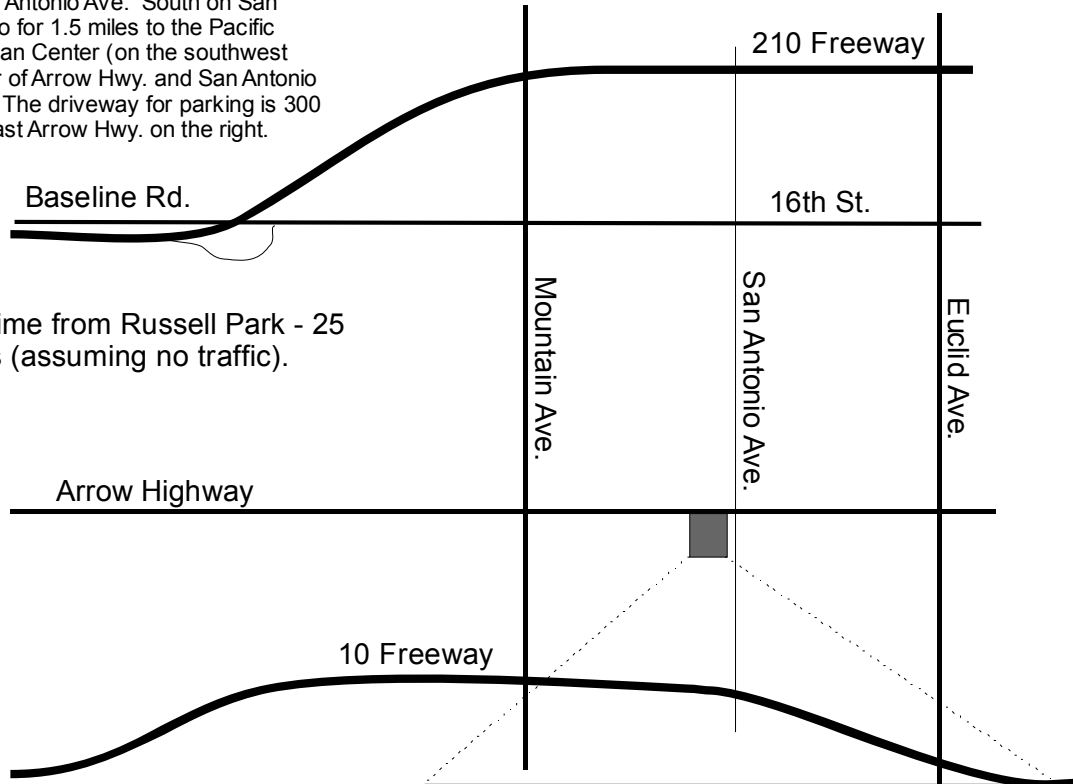 Antonio Ave. South on San
o for 1.5 miles to the Pacific
an Center (on the southwest
r of Arrow Hwy. and San Antonio
The driveway for parking is 300
ast Arrow Hwy. on the right.
210 Freeway
Baseline Rd.
16th St.
Mountain Ave.
San Antonio Ave.
Euclid Ave.
ime from Russell Park - 25
s (assuming no traffic).
Arrow Highway
10 Freeway